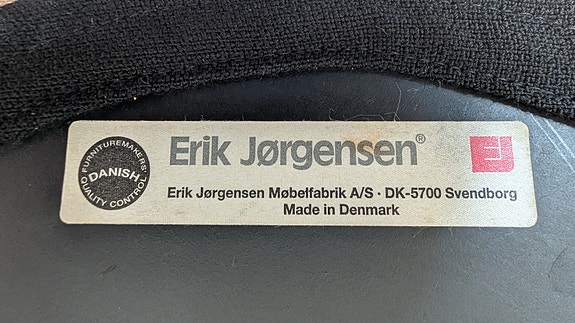 DANISH
FURNITUREMAKERS'
QUALITY CONTROL
Erik Jørgensen®
EJ
Erik Jørgensen Møbelfabrik A/S · DK-5700 Svendborg
Made in Denmark